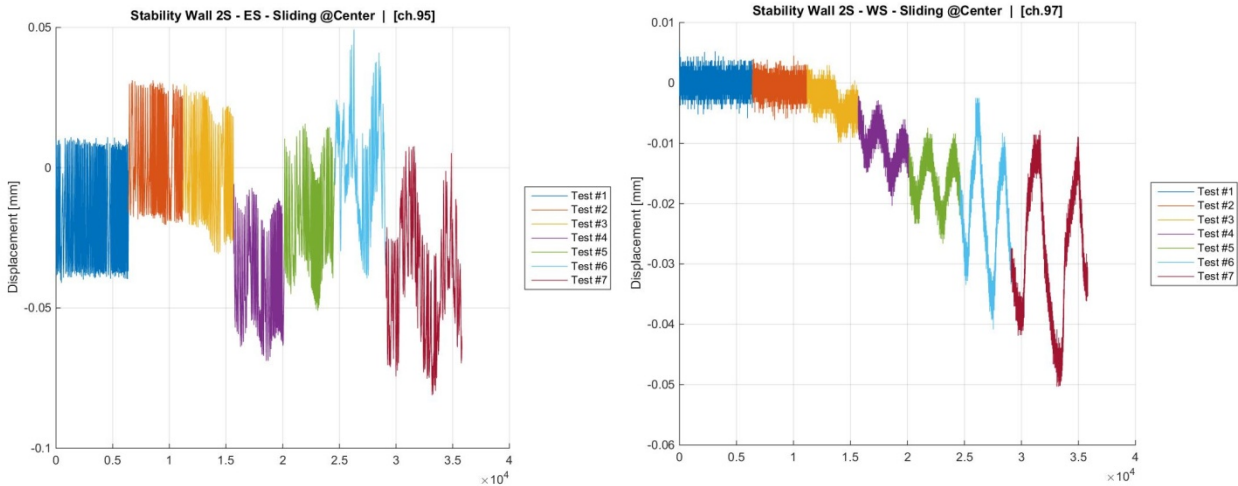 Stability Wall 2S - ES - Sliding @Center | [ch.95]
Displacement [mm]
0.05
0
-0.05
-0.1
0 0.5 1 1.5 2 2.5 3 3.5 4
×10⁴
Test #1
Test #2
Test #3
Test #4
Test #5
Test #6
Test #7
Stability Wall 2S - WS - Sliding @Center | [ch.97]
Displacement [mm]
0.01
0
-0.01
-0.02
-0.03
-0.04
-0.05
-0.06
0 0.5 1 1.5 2 2.5 3 3.5 4
×10⁴
Test #1
Test #2
Test #3
Test #4
Test #5
Test #6
Test #7